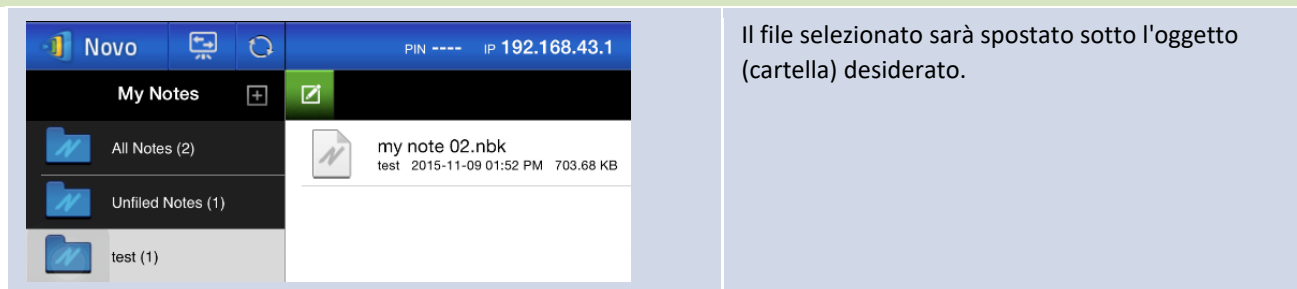 Novo
PIN ---- IP 192.168.43.1
My Notes
All Notes (2)
Unfiled Notes (1)
test (1)
my note 02.nbk
test 2015-11-09 01:52 PM 703.68 KB
Il file selezionato sarà spostato sotto l'oggetto
(cartella) desiderato.